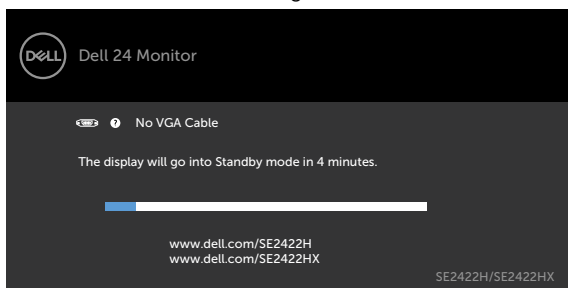 DELL
Dell 24 Monitor
No VGA Cable
The display will go into Standby mode in 4 minutes.
www.dell.com/SE2422H
www.dell.com/SE2422HX
SE2422H/SE2422HX